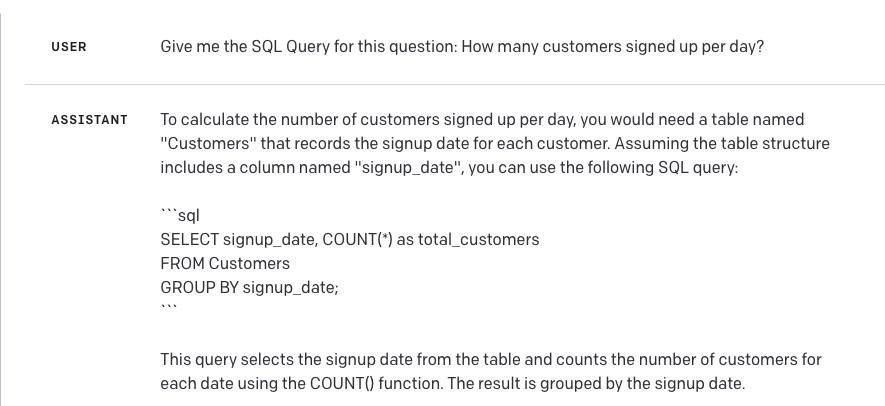 USER Give me the SQL Query for this question: How many customers signed up per day?
ASSISTANT To calculate the number of customers signed up per day, you would need a table named
"Customers" that records the signup date for each customer. Assuming the table structure
includes a column named "signup_date", you can use the following SQL query:
```sql
SELECT signup_date, COUNT(*) as total_customers
FROM Customers
GROUP BY signup_date;
```
This query selects the signup date from the table and counts the number of customers for
each date using the COUNT() function. The result is grouped by the signup date.